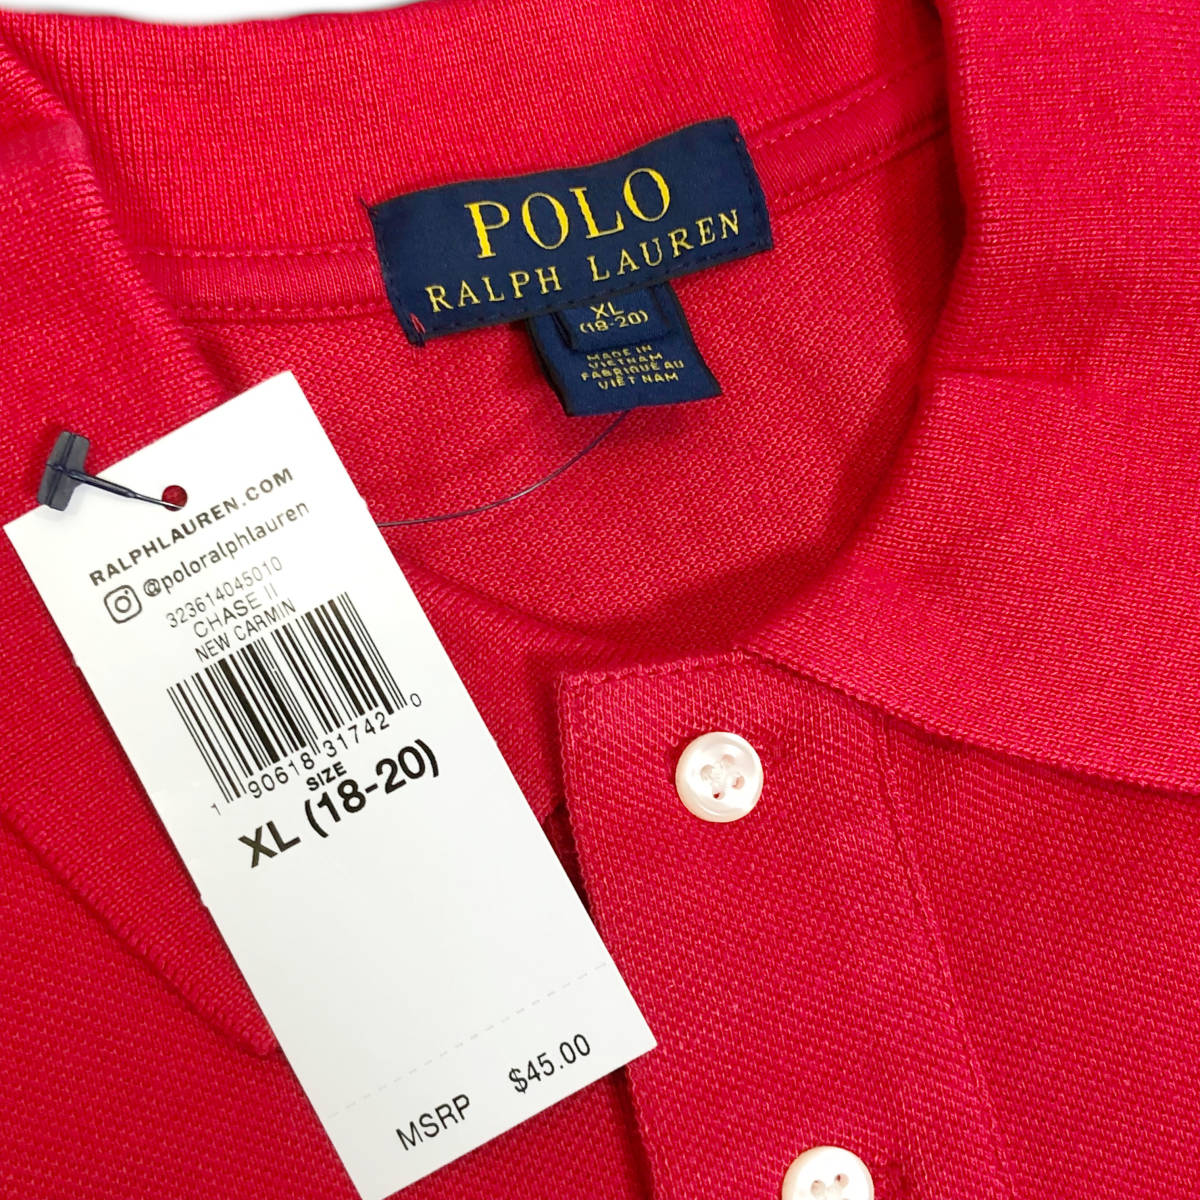 POLO
RALPH LAUREN
XL
(18-20)
MADE IN
VIETNAM
FABRIQUÉ AU
VIÊT NAM
RALPHLAUREN.COM
@poloralphlauren
323614045010
CHASE II
NEW CARMIN
1 90618 31742 0
SIZE
XL (18-20)
MSRP $45.00